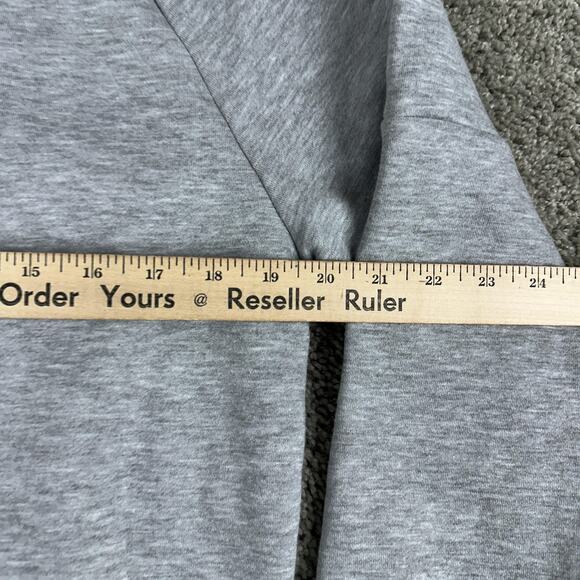 15 16 17 18 19 20 21 22 23 24
Order Yours @ Reseller Ruler